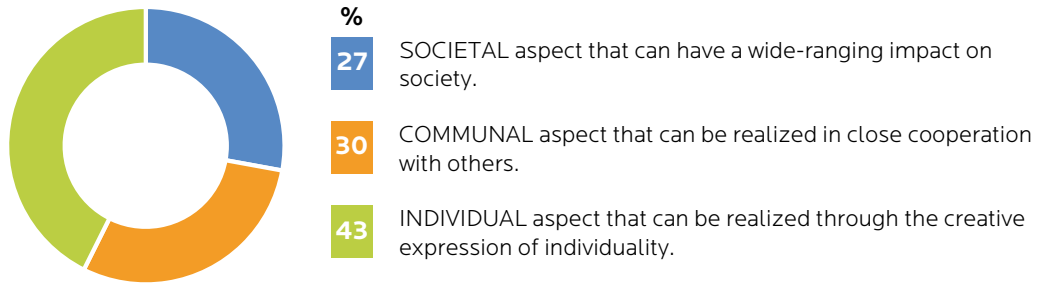 %
27
SOCIETAL aspect that can have a wide-ranging impact on
society.
30
COMMUNAL aspect that can be realized in close cooperation
with others.
43
INDIVIDUAL aspect that can be realized through the creative
expression of individuality.